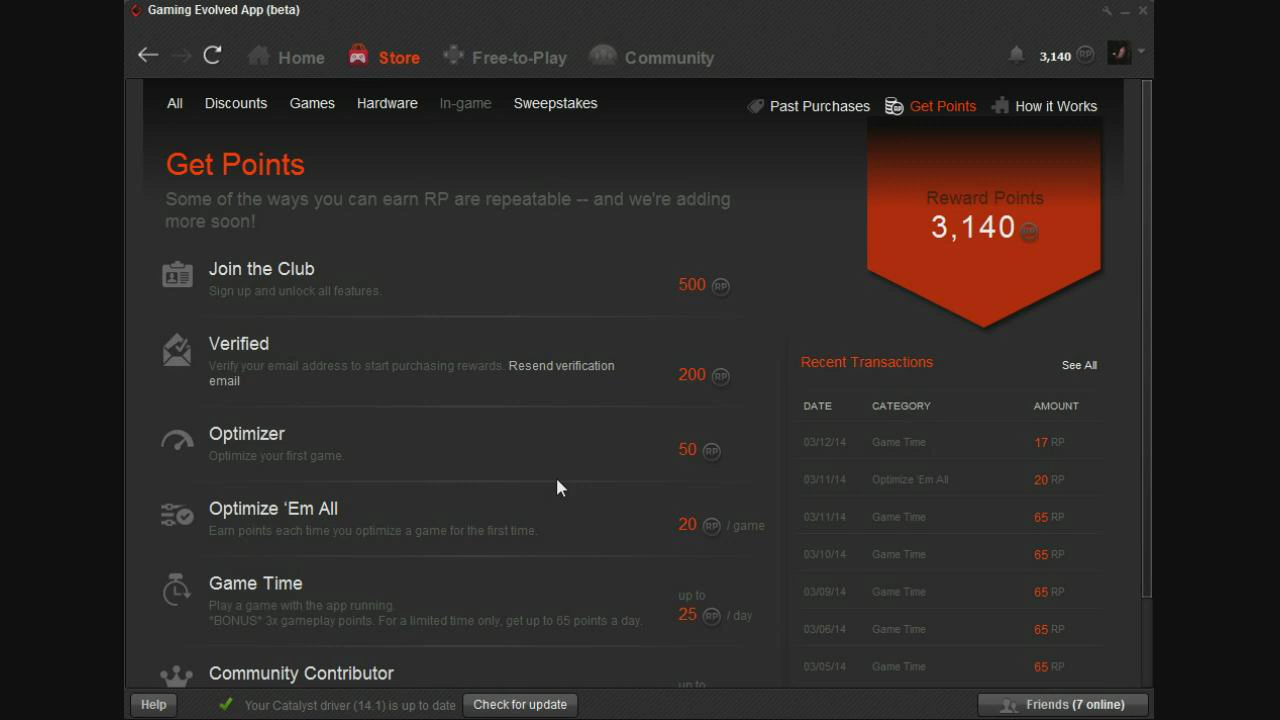 Gaming Evolved App (beta)
Home
Store
Free-to-Play
Community
3,140 RP
All
Discounts
Games
Hardware
In-game
Sweepstakes
Past Purchases
Get Points
How it Works
Get Points
Some of the ways you can earn RP are repeatable -- and we're adding
more soon!
Reward Points
3,140 RP
Join the Club
Sign up and unlock all features.
500 RP
Verified
Verify your email address to start purchasing rewards. Resend verification
email
200 RP
Optimizer
Optimize your first game.
50 RP
Optimize 'Em All
Earn points each time you optimize a game for the first time.
20 RP / game
Game Time
Play a game with the app running.
*BONUS* 3x gameplay points. For a limited time only, get up to 65 points a day.
up to
25 RP / day
Community Contributor
up to
Recent Transactions
See All
DATE CATEGORY AMOUNT
03/12/14 Game Time 17 RP
03/11/14 Optimize 'Em All 20 RP
03/11/14 Game Time 65 RP
03/10/14 Game Time 65 RP
03/09/14 Game Time 65 RP
03/06/14 Game Time 65 RP
03/05/14 Game Time 65 RP
Help
Your Catalyst driver (14.1) is up to date
Check for update
Friends (7 online)